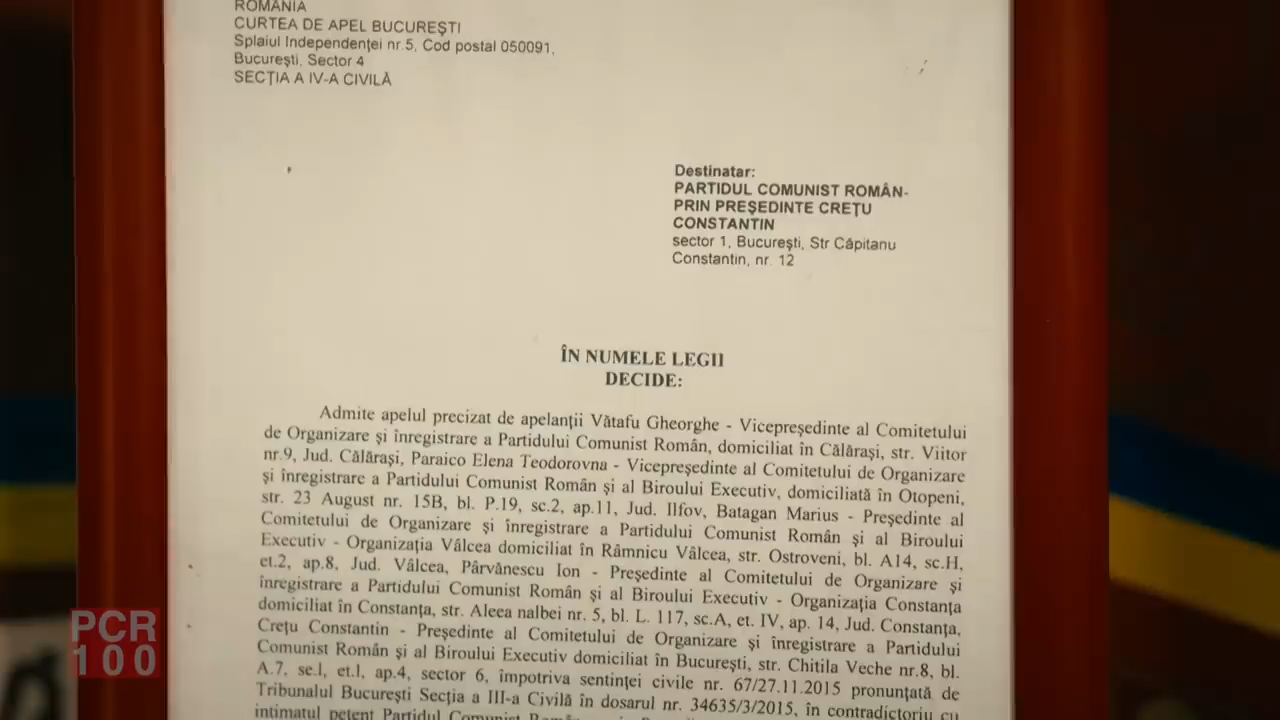 ROMÂNIA
CURTEA DE APEL BUCUREŞTI
Splaiul Independenţei nr.5, Cod postal 050091,
Bucureşti, Sector 4
SECŢIA A IV-A CIVILĂ
Destinatar:
PARTIDUL COMUNIST ROMÂN-
PRIN PREŞEDINTE CREŢU
CONSTANTIN
sector 1, Bucureşti, Str Căpitanu
Constantin, nr. 12
ÎN NUMELE LEGII
DECIDE:
Admite apelul precizat de apelanţii Vătafu Gheorghe - Vicepreşedinte al Comitetului
de Organizare şi înregistrare a Partidului Comunist Român, domiciliat în Călăraşi, str. Viitor
nr.9, Jud. Călăraşi, Paraico Elena Teodorovna - Vicepreşedinte al Comitetului de Organizare
şi înregistrare a Partidului Comunist Român şi al Biroului Executiv, domiciliată în Otopeni,
str. 23 August nr. 15B, bl. P.19, sc.2, ap.11, Jud. Ilfov, Batagan Marius - Preşedinte al
Comitetului de Organizare şi înregistrare a Partidului Comunist Român şi al Biroului
Executiv - Organizaţia Vâlcea domiciliat în Râmnicu Vâlcea, str. Ostroveni, bl. A14, sc.H,
et.2, ap.8, Jud. Vâlcea, Pârvănescu Ion - Preşedinte al Comitetului de Organizare şi
înregistrare a Partidului Comunist Român şi al Biroului Executiv - Organizaţia Constanţa
domiciliat în Constanţa, str. Aleea nalbei nr. 5, bl. L. 117, sc.A, et. IV, ap. 14, Jud. Constanţa,
Creţu Constantin - Preşedinte al Comitetului de Organizare şi înregistrare a Partidului
Comunist Român şi al Biroului Executiv domiciliat în Bucureşti, str. Chitila Veche nr.8, bl.
A.7, se.l, et.l, ap.4, sector 6, împotriva sentinţei civile nr. 67/27.11.2015 pronunţată de
Tribunalul Bucureşti Secţia a III-a Civilă în dosarul nr. 34635/3/2015, în contradictoriu cu
intimatul petent Partidul Comunist
PCR
100